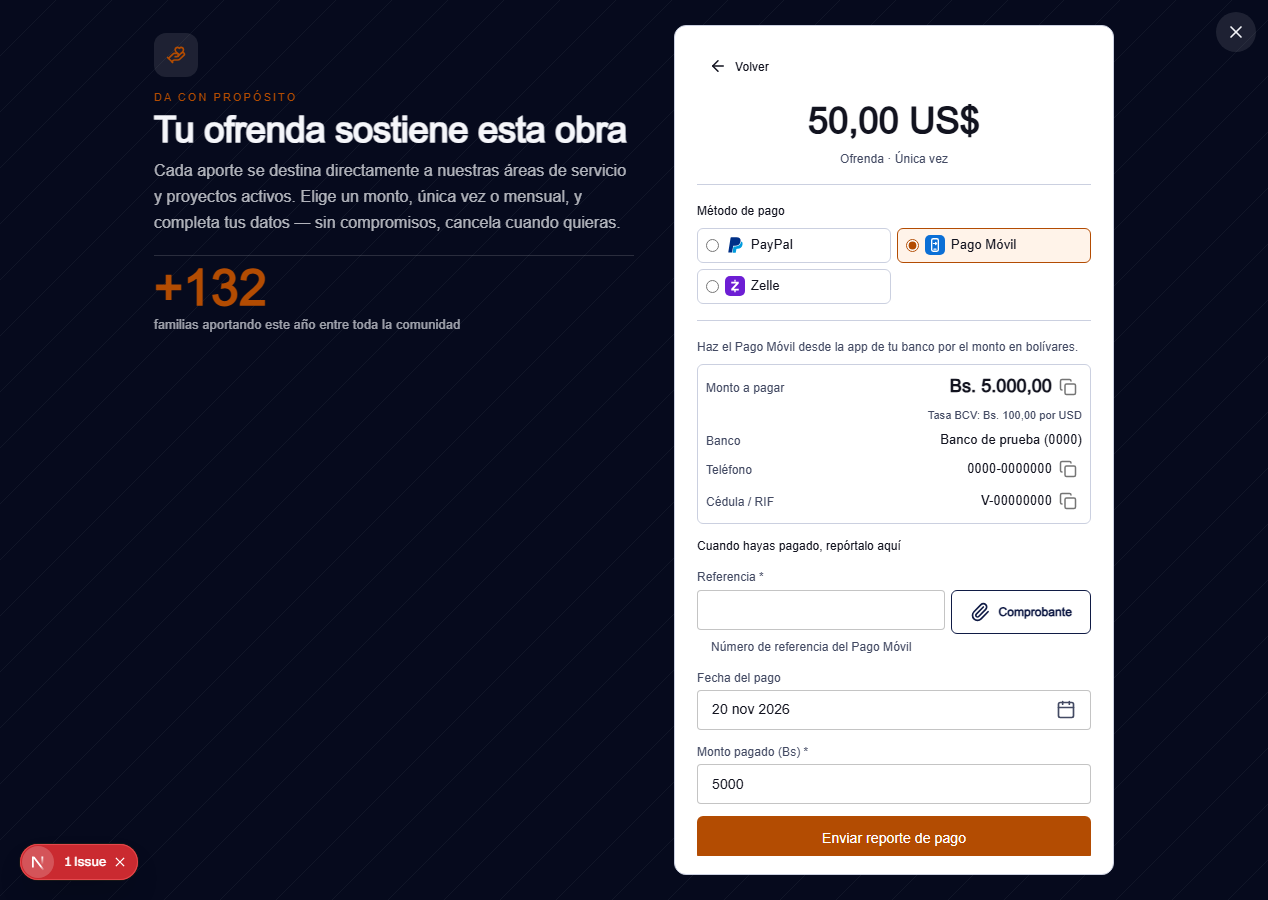 DA CON PROPÓSITO
Tu ofrenda sostiene esta obra
Cada aporte se destina directamente a nuestras áreas de servicio
y proyectos activos. Elige un monto, única vez o mensual, y
completa tus datos — sin compromisos, cancela cuando quieras.
+132
familias aportando este año entre toda la comunidad
N 1 Issue
Volver
50,00 US$
Ofrenda · Única vez
Método de pago
PayPal
Pago Móvil
Zelle
Haz el Pago Móvil desde la app de tu banco por el monto en bolívares.
Monto a pagar Bs. 5.000,00
Tasa BCV: Bs. 100,00 por USD
Banco Banco de prueba (0000)
Teléfono 0000-0000000
Cédula / RIF V-00000000
Cuando hayas pagado, repórtalo aquí
Referencia *
Comprobante
Número de referencia del Pago Móvil
Fecha del pago
20 nov 2026
Monto pagado (Bs) *
5000
Enviar reporte de pago